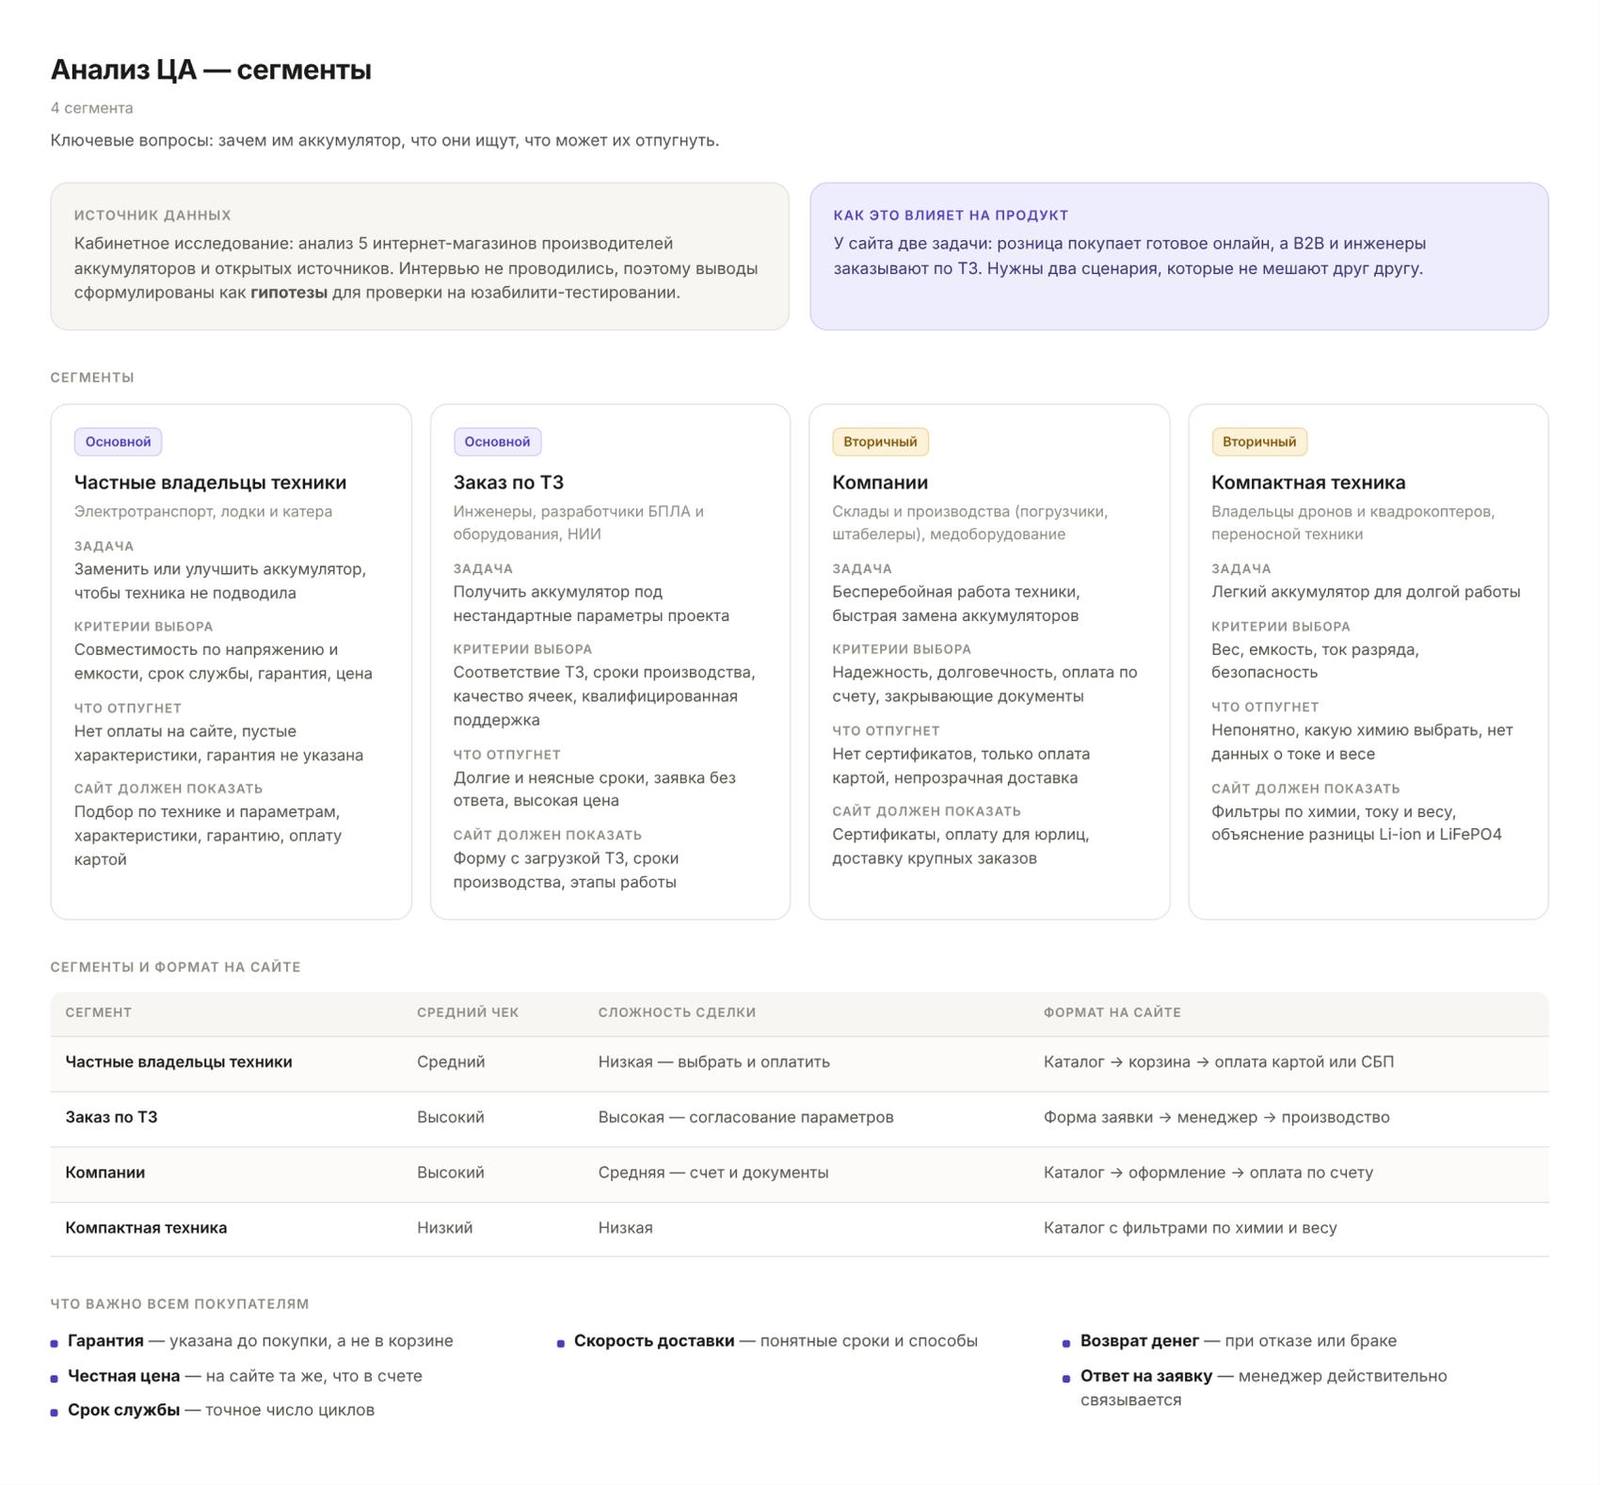 Анализ ЦА — сегменты
4 сегмента
Ключевые вопросы: зачем им аккумулятор, что они ищут, что может их отпугнуть.
ИСТОЧНИК ДАННЫХ
Кабинетное исследование: анализ 5 интернет-магазинов производителей
аккумуляторов и открытых источников. Интервью не проводились, поэтому выводы
сформулированы как гипотезы для проверки на юзабилити-тестировании.
КАК ЭТО ВЛИЯЕТ НА ПРОДУКТ
У сайта две задачи: розница покупает готовое онлайн, а B2B и инженеры
заказывают по ТЗ. Нужны два сценария, которые не мешают друг другу.
СЕГМЕНТЫ
Основной
Частные владельцы техники
Электротранспорт, лодки и катера
ЗАДАЧА
Заменить или улучшить аккумулятор,
чтобы техника не подводила
КРИТЕРИИ ВЫБОРА
Совместимость по напряжению и
емкости, срок службы, гарантия, цена
ЧТО ОТПУГНЕТ
Нет оплаты на сайте, пустые
характеристики, гарантия не указана
САЙТ ДОЛЖЕН ПОКАЗАТЬ
Подбор по технике и параметрам,
характеристики, гарантию, оплату
картой
Основной
Заказ по ТЗ
Инженеры, разработчики БПЛА и
оборудования, НИИ
ЗАДАЧА
Получить аккумулятор под
нестандартные параметры проекта
КРИТЕРИИ ВЫБОРА
Соответствие ТЗ, сроки производства,
качество ячеек, квалифицированная
поддержка
ЧТО ОТПУГНЕТ
Долгие и неясные сроки, заявка без
ответа, высокая цена
САЙТ ДОЛЖЕН ПОКАЗАТЬ
Форму с загрузкой ТЗ, сроки
производства, этапы работы
Вторичный
Компании
Склады и производства (погрузчики,
штабелеры), медоборудование
ЗАДАЧА
Бесперебойная работа техники,
быстрая замена аккумуляторов
КРИТЕРИИ ВЫБОРА
Надежность, долговечность, оплата по
счету, закрывающие документы
ЧТО ОТПУГНЕТ
Нет сертификатов, только оплата
картой, непрозрачная доставка
САЙТ ДОЛЖЕН ПОКАЗАТЬ
Сертификаты, оплату для юрлиц,
доставку крупных заказов
Вторичный
Компактная техника
Владельцы дронов и квадрокоптеров,
переносной техники
ЗАДАЧА
Легкий аккумулятор для долгой работы
КРИТЕРИИ ВЫБОРА
Вес, емкость, ток разряда,
безопасность
ЧТО ОТПУГНЕТ
Непонятно, какую химию выбрать, нет
данных о токе и весе
САЙТ ДОЛЖЕН ПОКАЗАТЬ
Фильтры по химии, току и весу,
объяснение разницы Li-ion и LiFePO4
СЕГМЕНТЫ И ФОРМАТ НА САЙТЕ
СЕГМЕНТ СРЕДНИЙ ЧЕК СЛОЖНОСТЬ СДЕЛКИ ФОРМАТ НА САЙТЕ
Частные владельцы техники Средний Низкая — выбрать и оплатить Каталог → корзина → оплата картой или СБП
Заказ по ТЗ Высокий Высокая — согласование параметров Форма заявки → менеджер → производство
Компании Высокий Средняя — счет и документы Каталог → оформление → оплата по счету
Компактная техника Низкий Низкая Каталог с фильтрами по химии и весу
ЧТО ВАЖНО ВСЕМ ПОКУПАТЕЛЯМ
Гарантия — указана до покупки, а не в корзине
Честная цена — на сайте та же, что в счете
Срок службы — точное число циклов
Скорость доставки — понятные сроки и способы
Возврат денег — при отказе или браке
Ответ на заявку — менеджер действительно
связывается